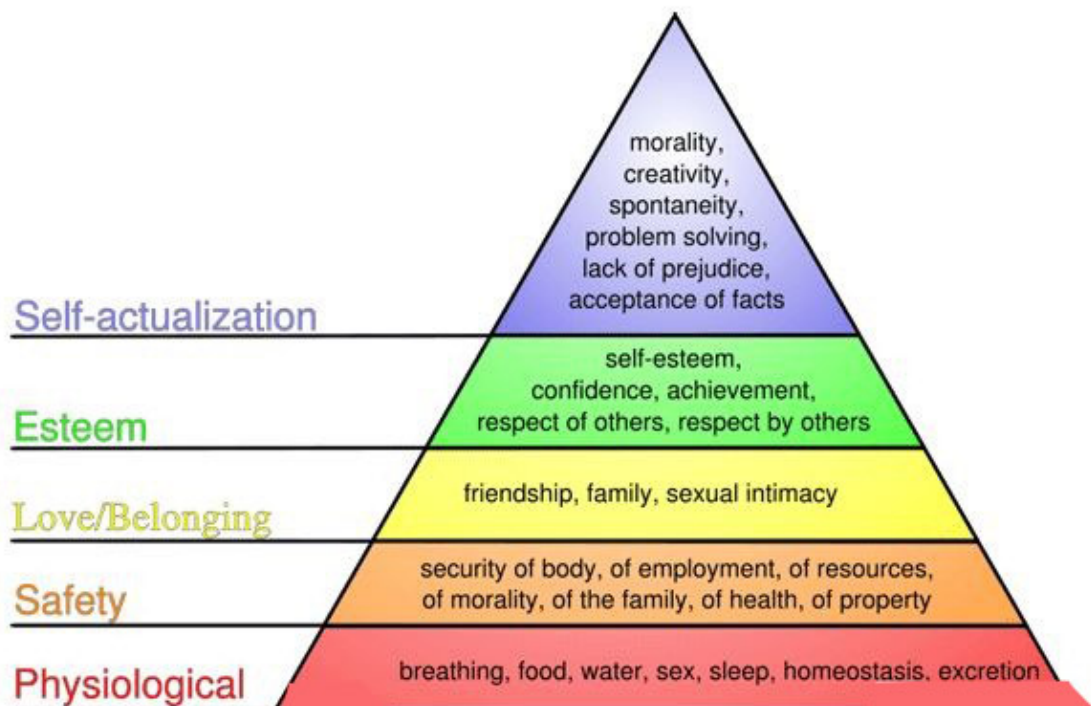 morality,
creativity,
spontaneity,
problem solving,
lack of prejudice,
acceptance of facts
Self-actualization
self-esteem,
confidence, achievement,
respect of others, respect by others
Esteem
friendship, family, sexual intimacy
Love/Belonging
security of body, of employment, of resources,
of morality, of the family, of health, of property
Safety
breathing, food, water, sex, sleep, homeostasis, excretion
Physiological